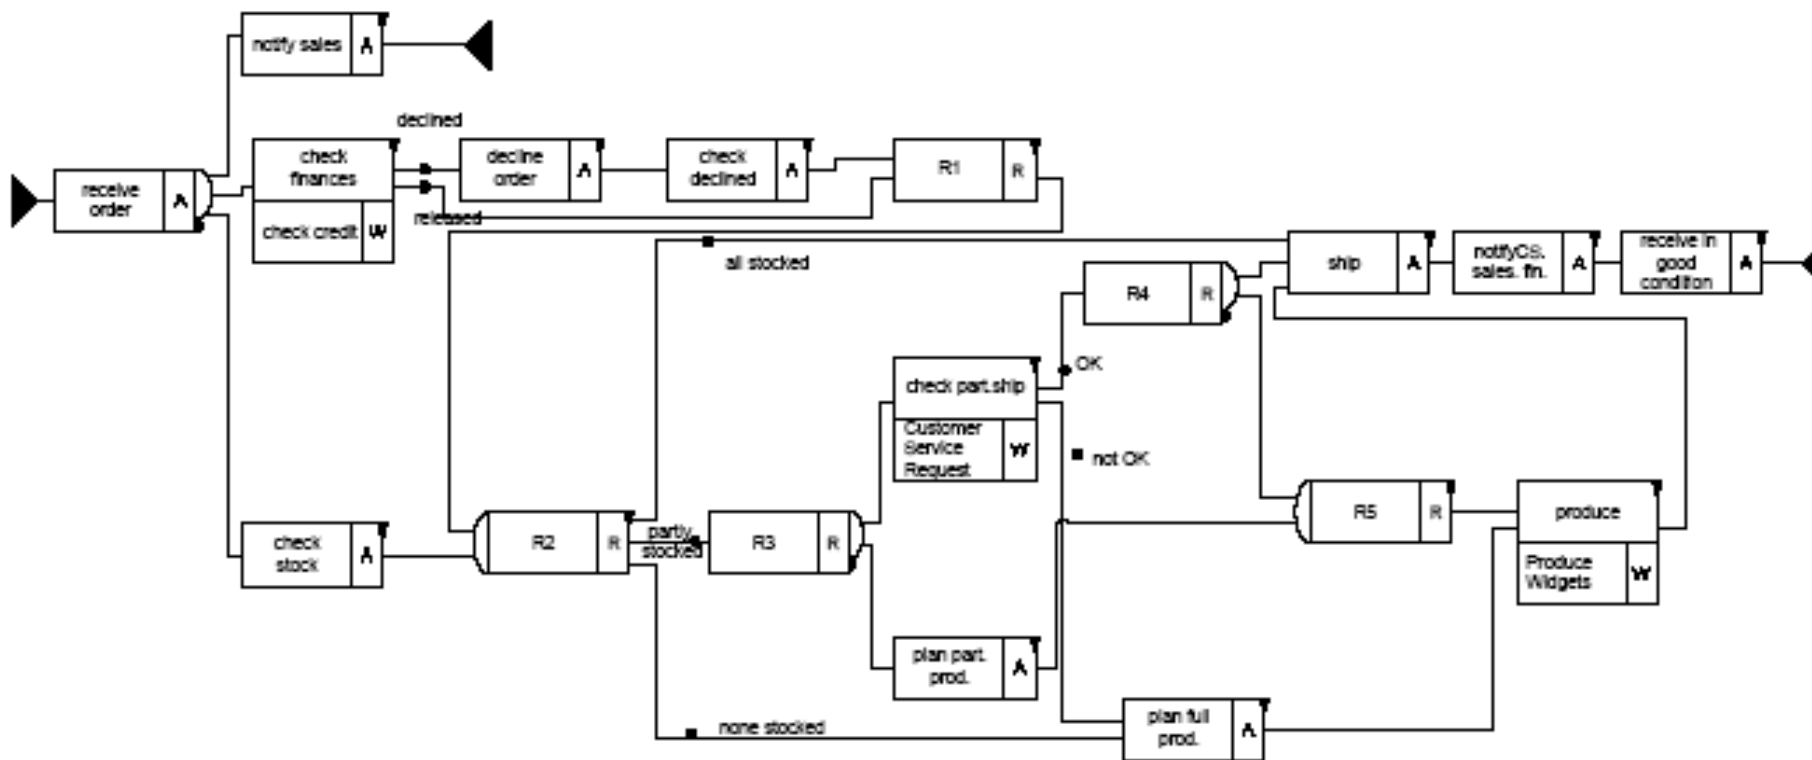 notify sales A
declined
check
finances
decline
order A
check
declined A
R1 R
receive
order A
released
check credit W
all stocked
ship A
notifyCS.
sales. fin. A
receive in
good
condition A
R4 R
OK
check part.ship
Customer
Service
Request W
not OK
check
stock A
R2 R
partly
stocked
R3 R
R5 R
produce
Produce
Widgets W
plan part.
prod. A
none stocked
plan full
prod. A